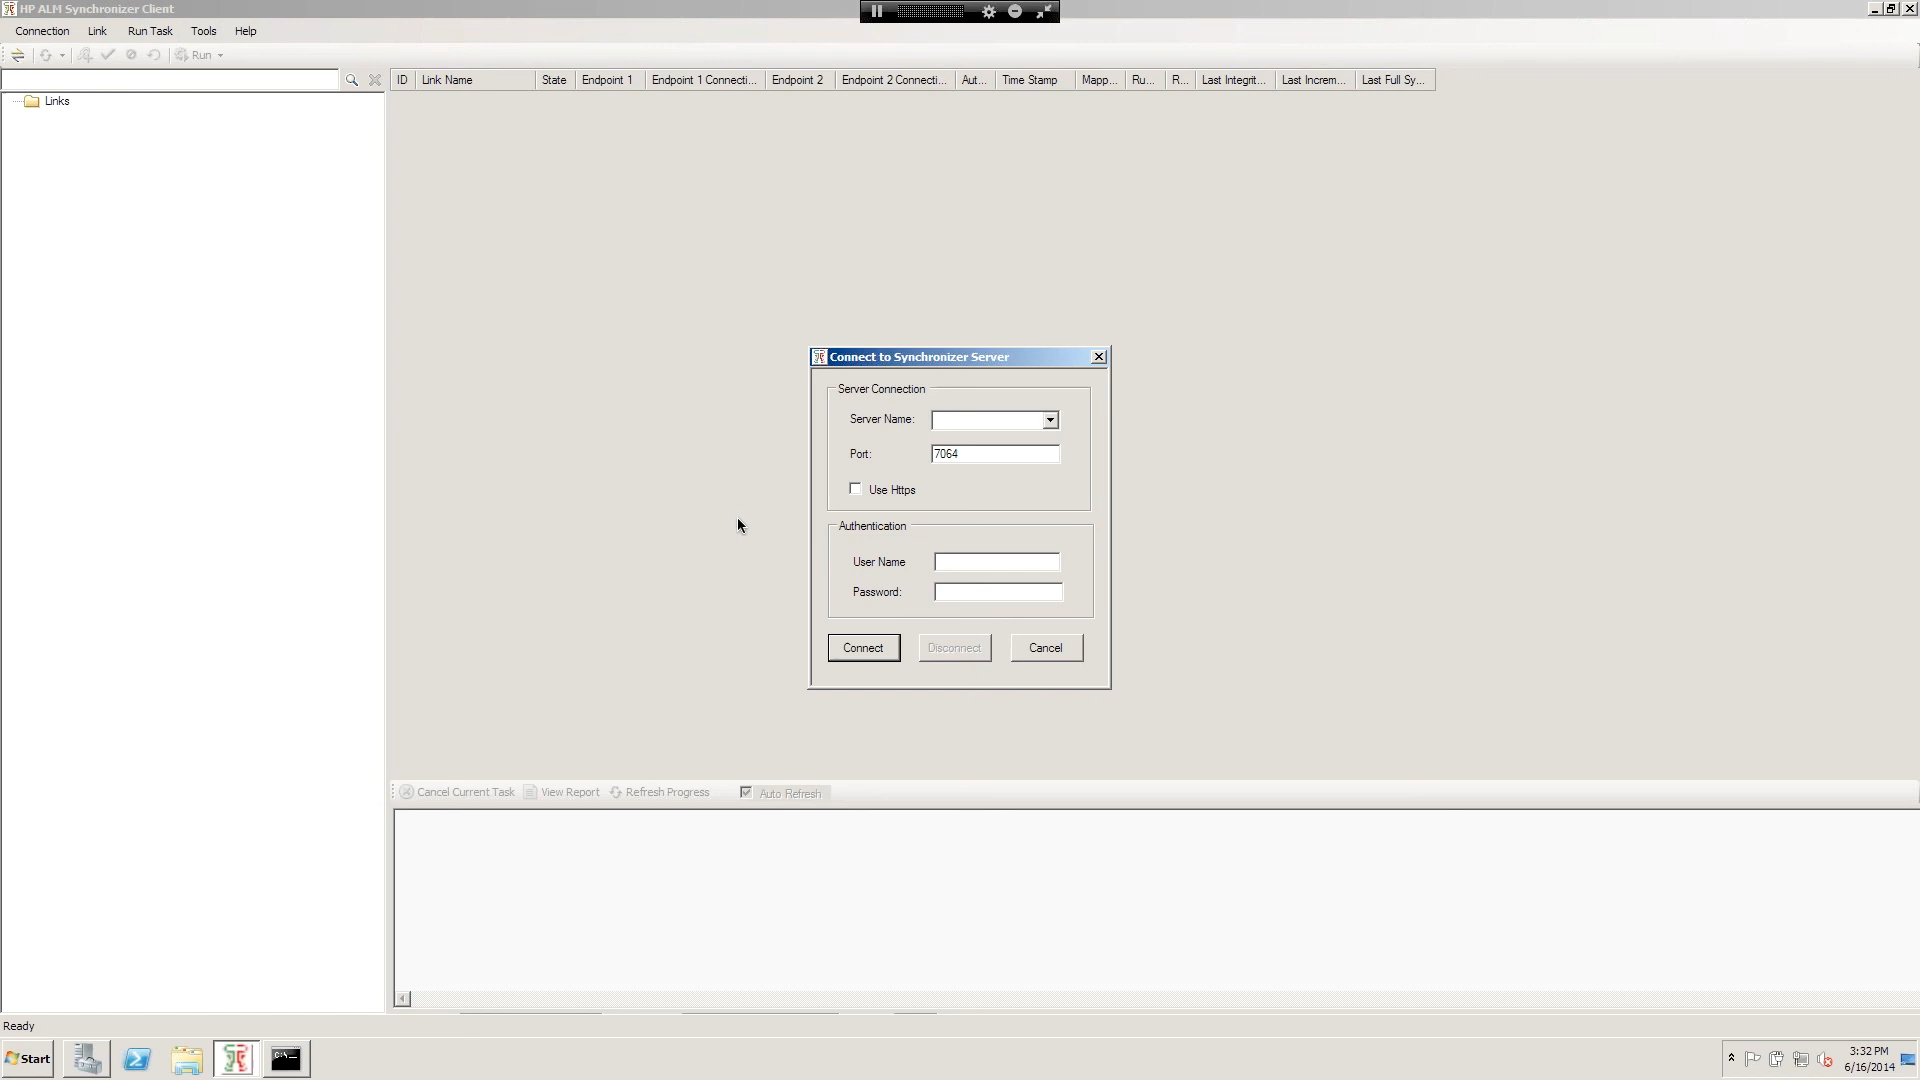 HP ALM Synchronizer Client
Connection Link Run Task Tools Help
Run
ID Link Name State Endpoint 1 Endpoint 1 Connecti... Endpoint 2 Endpoint 2 Connecti... Aut... Time Stamp Mapp... Ru... R... Last Integrit... Last Increm... Last Full Sy...
Links
Connect to Synchronizer Server
Server Connection
Server Name:
Port: 7064
Use Https
Authentication
User Name
Password:
Connect Disconnect Cancel
Cancel Current Task View Report Refresh Progress Auto Refresh
Ready
Start
C:\_
3:32 PM
6/16/2014